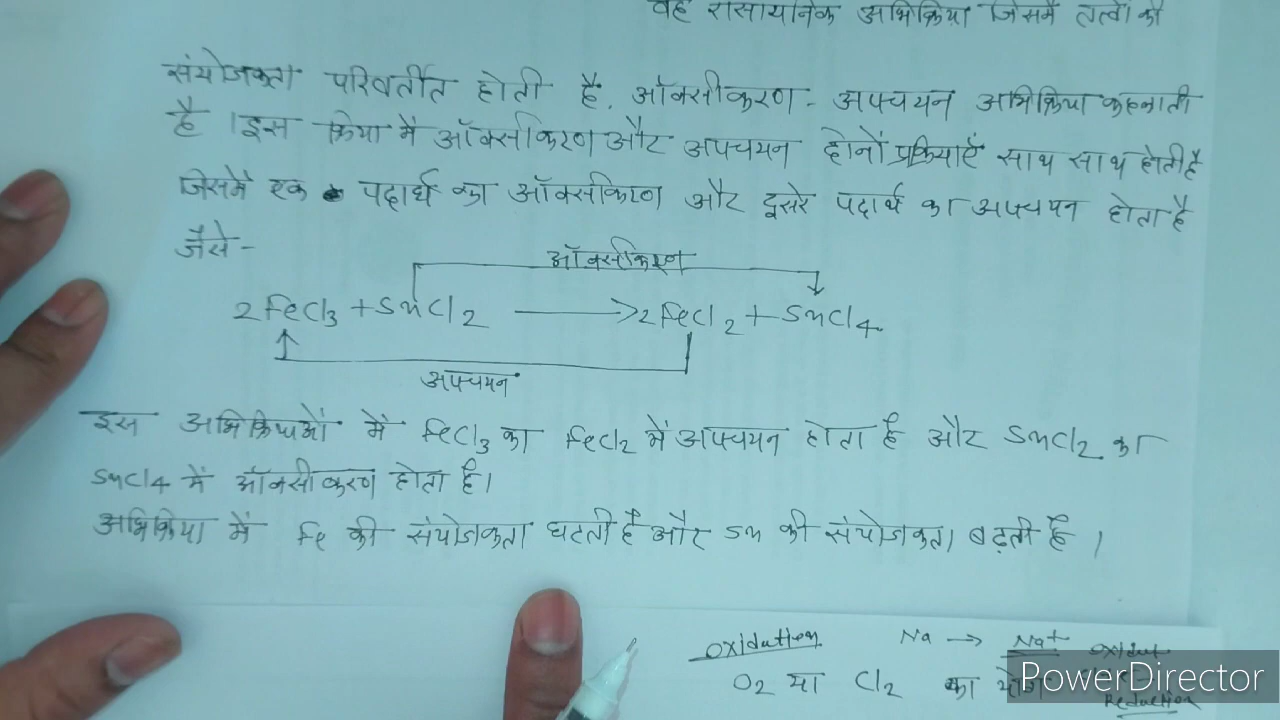 वह रासायनिक अभिक्रिया जिसमें तत्वों की
संयोजकता परिवर्तीत होती है, ऑक्सीकरण - अपचयन अभिक्रिया कहलाती
है । इस क्रिया में ऑक्सीकरण और अपचयन दोनों प्रक्रियाएँ साथ साथ होती है
जिसमें एक पदार्थ का ऑक्सीकरण और दूसरे पदार्थ का अपचयन होता है
जैसे -
ऑक्सीकरण
2FeCl3 + SnCl2 ⟶ 2FeCl2 + SnCl4
अपचयन
इस अभिक्रियाओं में FeCl3 का FeCl2 में अपचयन होता है और SnCl2 का
SnCl4 में ऑक्सीकरण होता है।
अभिक्रिया में Fe की संयोजकता घटती है और Sn की संयोजकता बढ़ती है ।
Na → Na+
O2 या Cl2 का
PowerDirector
Reduction